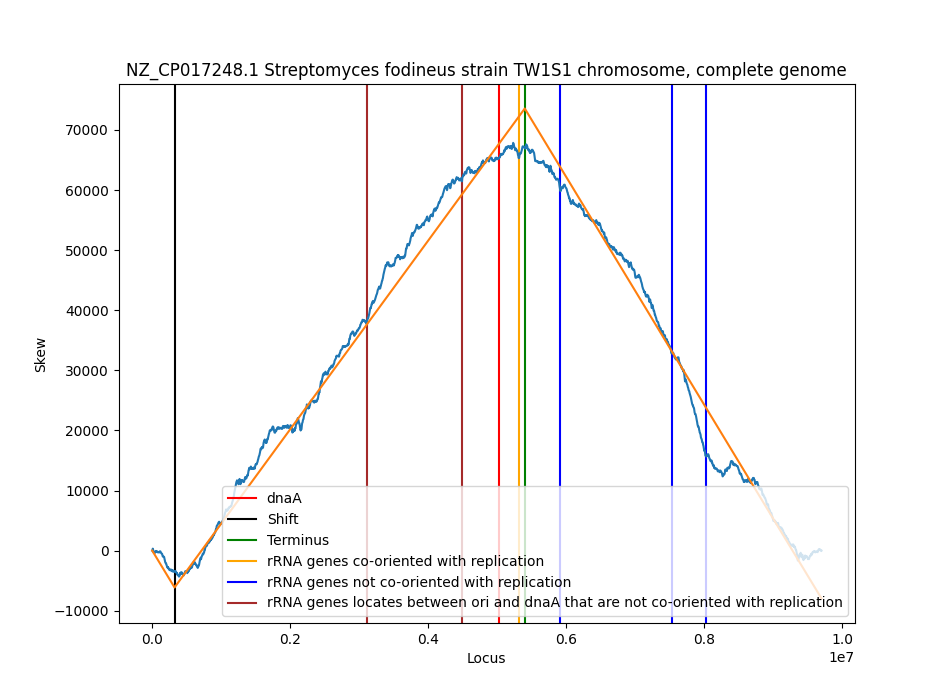 NZ_CP017248.1 Streptomyces fodineus strain TW1S1 chromosome, complete genome
Skew
70000
60000
50000
40000
30000
20000
10000
0
−10000
dnaA
Shift
Terminus
rRNA genes co-oriented with replication
rRNA genes not co-oriented with replication
rRNA genes locates between ori and dnaA that are not co-oriented with replication
0.0 0.2 0.4 0.6 0.8 1.0
1e7
Locus